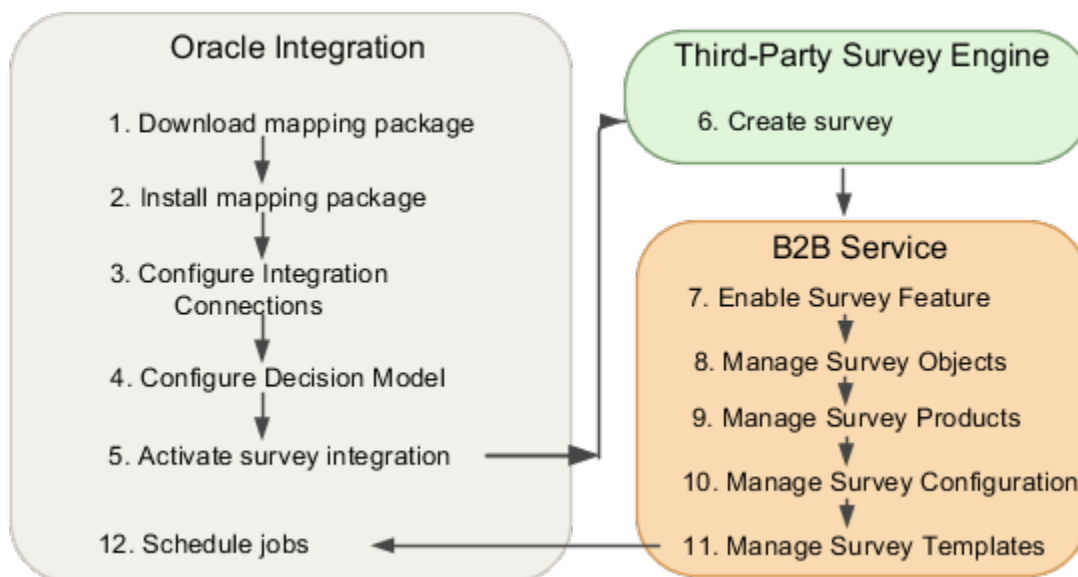 Oracle Integration
1. Download mapping package
2. Install mapping package
3. Configure Integration
Connections
4. Configure Decision Model
5. Activate survey integration
12. Schedule jobs
Third-Party Survey Engine
6. Create survey
B2B Service
7. Enable Survey Feature
8. Manage Survey Objects
9. Manage Survey Products
10. Manage Survey Configuration
11. Manage Survey Templates